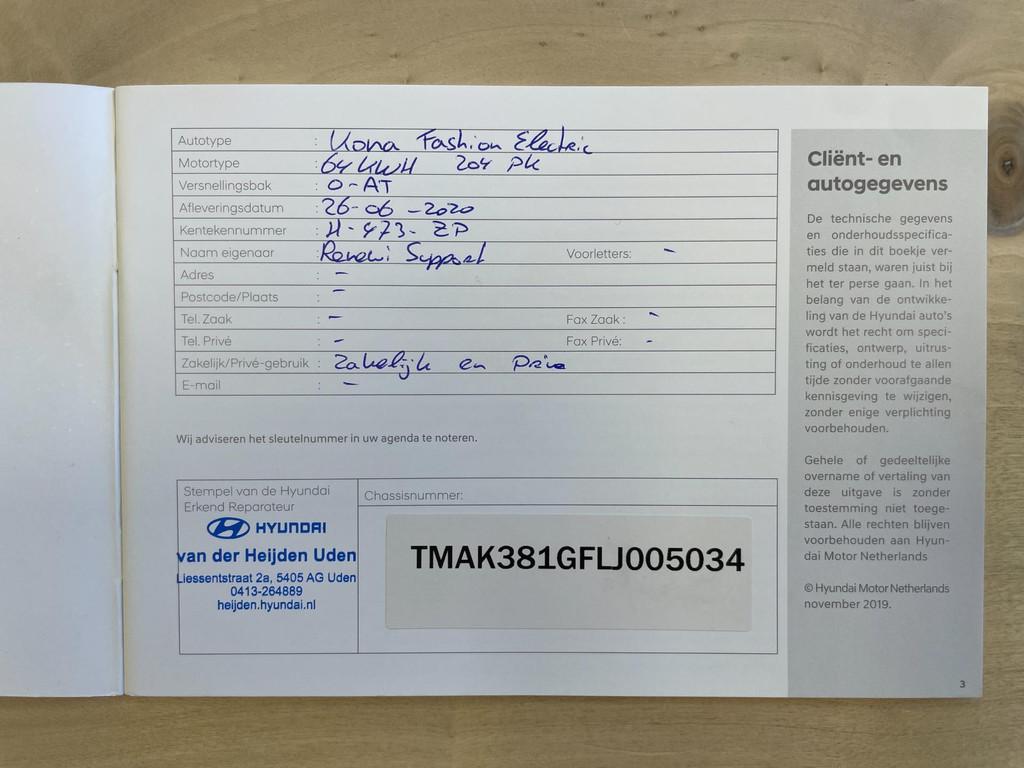 Autotype : Kona Fashion Electric
Motortype : 64 KWH 204 PK
Versnellingsbak : O-AT
Afleveringsdatum : 26-06-2020
Kentekennummer : H-473-ZP
Naam eigenaar : Renewi Support Voorletters: -
Adres : -
Postcode/Plaats : -
Tel. Zaak : - Fax Zaak : -
Tel. Privé : - Fax Privé: -
Zakelijk/Privé-gebruik : Zakelijk en Prive
E-mail : -
Wij adviseren het sleutelnummer in uw agenda te noteren.
Stempel van de Hyundai
Erkend Reparateur
HYUNDAI
van der Heijden Uden
Liessentstraat 2a, 5405 AG Uden
0413-264889
heijden.hyundai.nl
Chassisnummer:
TMAK381GFLJ005034
Cliënt- en
autogegevens
De technische gegevens
en onderhoudsspecifica-
ties die in dit boekje ver-
meld staan, waren juist bij
het ter perse gaan. In het
belang van de ontwikke-
ling van de Hyundai auto's
wordt het recht om speci-
ficaties, ontwerp, uitrus-
ting of onderhoud te allen
tijde zonder voorafgaande
kennisgeving te wijzigen,
zonder enige verplichting
voorbehouden.
Gehele of gedeeltelijke
overname of vertaling van
deze uitgave is zonder
toestemming niet toege-
staan. Alle rechten blijven
voorbehouden aan Hyun-
dai Motor Netherlands
© Hyundai Motor Netherlands
november 2019.
3